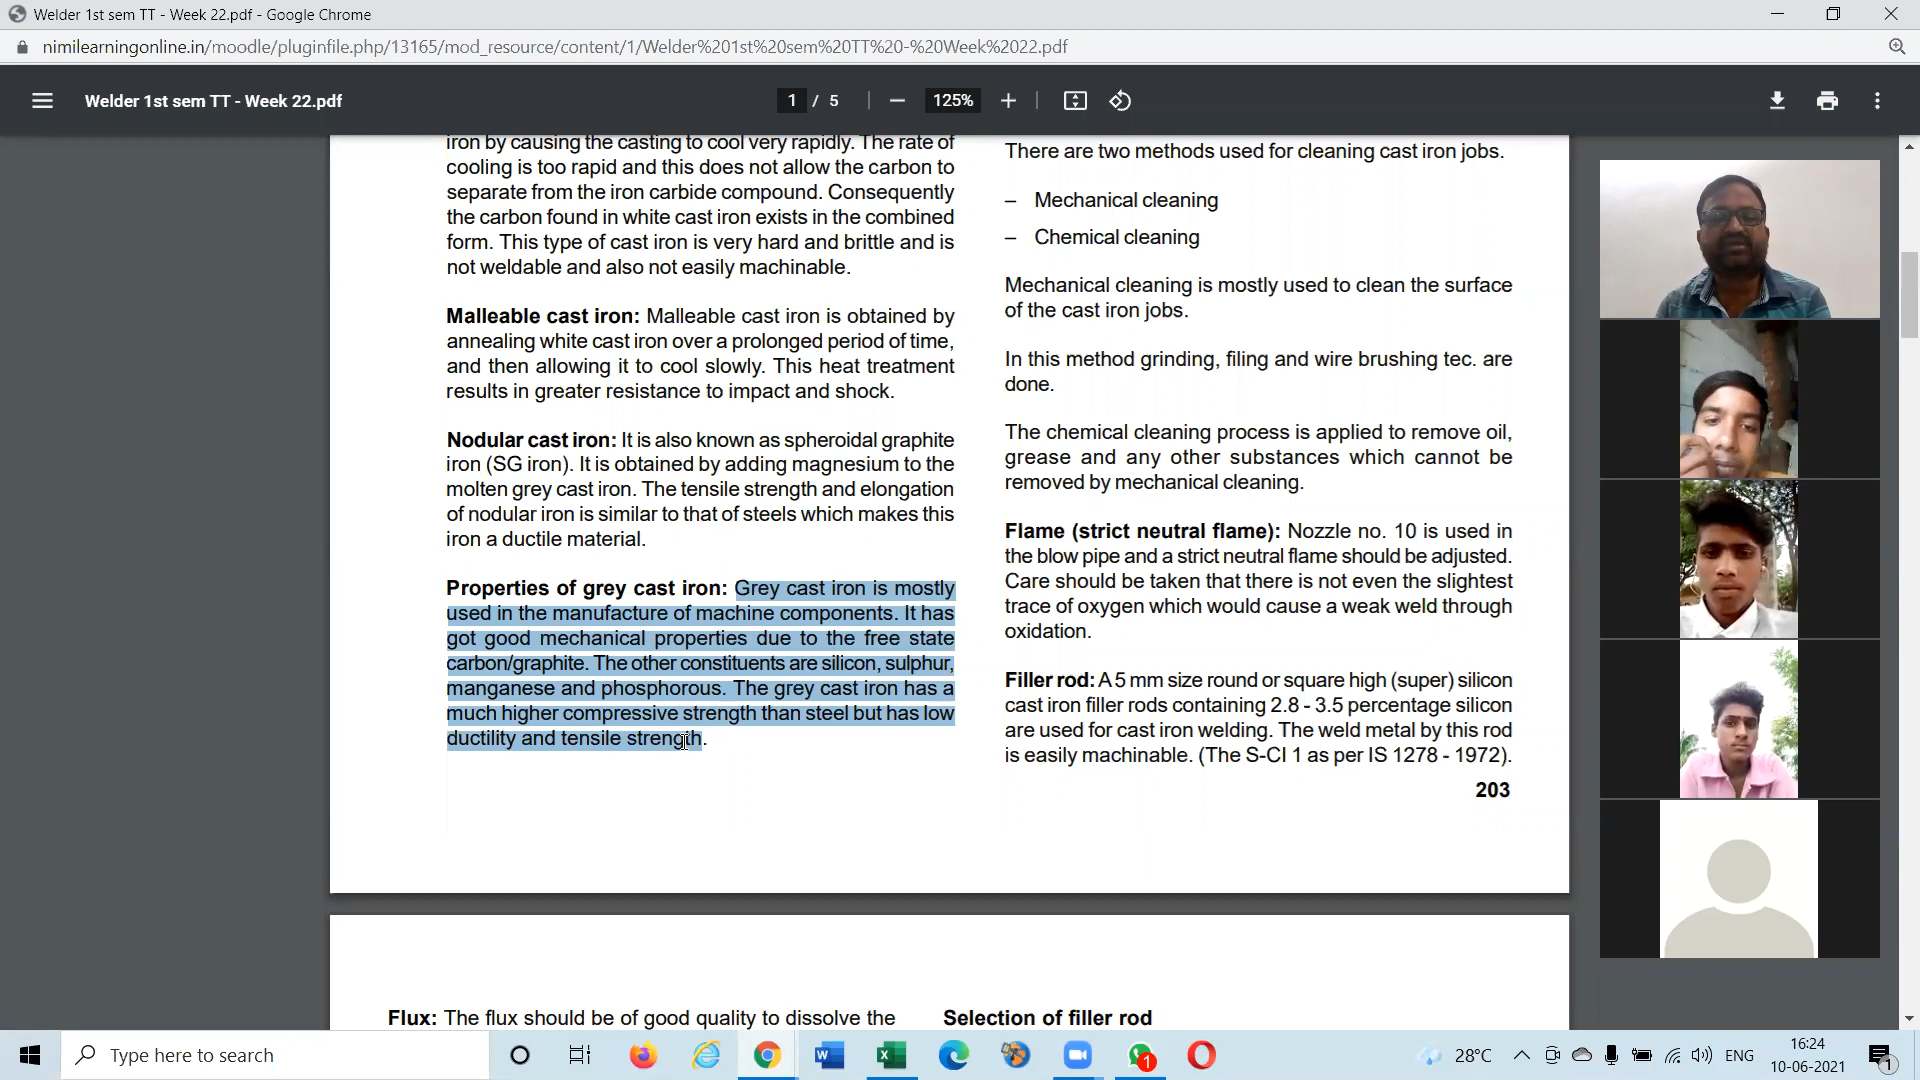 Welder 1st sem TT - Week 22.pdf - Google Chrome
nimilearningonline.in/moodle/pluginfile.php/13165/mod_resource/content/1/Welder%201st%20sem%20TT%20-%20Week%2022.pdf
Welder 1st sem TT - Week 22.pdf
1 / 5
125%
iron by causing the casting to cool very rapidly. The rate of
cooling is too rapid and this does not allow the carbon to
separate from the iron carbide compound. Consequently
the carbon found in white cast iron exists in the combined
form. This type of cast iron is very hard and brittle and is
not weldable and also not easily machinable.
Malleable cast iron: Malleable cast iron is obtained by
annealing white cast iron over a prolonged period of time,
and then allowing it to cool slowly. This heat treatment
results in greater resistance to impact and shock.
Nodular cast iron: It is also known as spheroidal graphite
iron (SG iron). It is obtained by adding magnesium to the
molten grey cast iron. The tensile strength and elongation
of nodular iron is similar to that of steels which makes this
iron a ductile material.
Properties of grey cast iron: Grey cast iron is mostly
used in the manufacture of machine components. It has
got good mechanical properties due to the free state
carbon/graphite. The other constituents are silicon, sulphur,
manganese and phosphorous. The grey cast iron has a
much higher compressive strength than steel but has low
ductility and tensile strength.
There are two methods used for cleaning cast iron jobs.
– Mechanical cleaning
– Chemical cleaning
Mechanical cleaning is mostly used to clean the surface
of the cast iron jobs.
In this method grinding, filing and wire brushing tec. are
done.
The chemical cleaning process is applied to remove oil,
grease and any other substances which cannot be
removed by mechanical cleaning.
Flame (strict neutral flame): Nozzle no. 10 is used in
the blow pipe and a strict neutral flame should be adjusted.
Care should be taken that there is not even the slightest
trace of oxygen which would cause a weak weld through
oxidation.
Filler rod: A 5 mm size round or square high (super) silicon
cast iron filler rods containing 2.8 - 3.5 percentage silicon
are used for cast iron welding. The weld metal by this rod
is easily machinable. (The S-CI 1 as per IS 1278 - 1972).
203
Flux: The flux should be of good quality to dissolve the
Selection of filler rod
Type here to search
1
28°C
ENG
16:24
10-06-2021
1